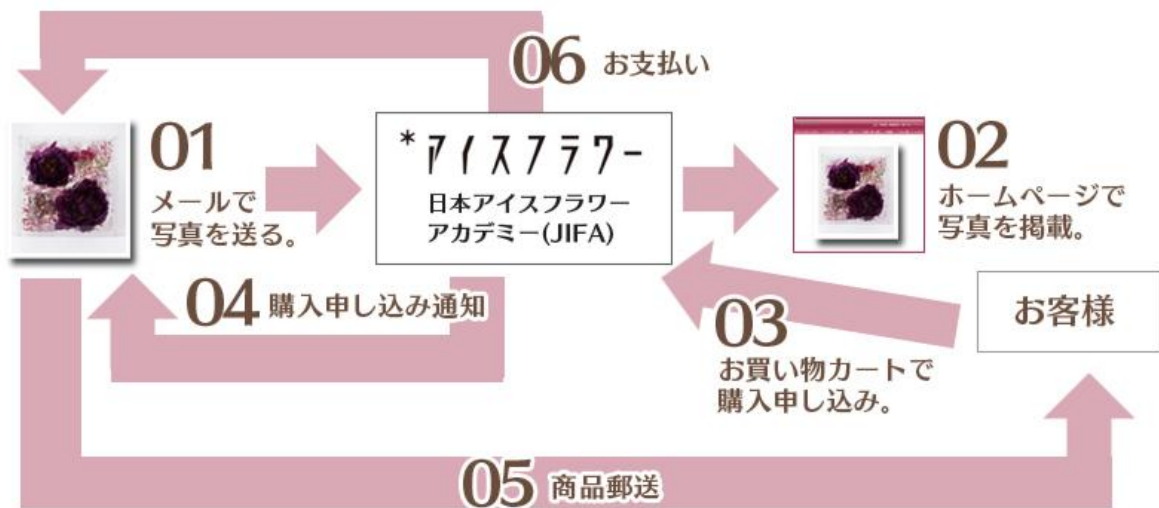 06 お支払い
01
メールで
写真を送る。
*アイスフラワー
日本アイスフラワー
アカデミー(JIFA)
02
ホームページで
写真を掲載。
04 購入申し込み通知
03
お買い物カートで
購入申し込み。
お客様
05 商品郵送